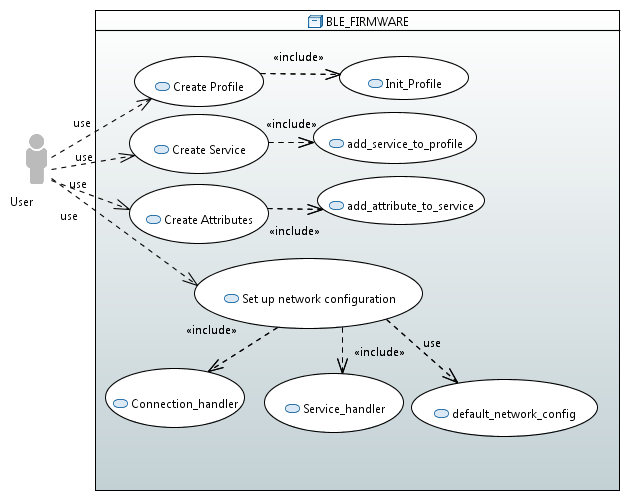 BLE_FIRMWARE
«include»
Create Profile
Init_Profile
use
«include»
Create Service
add_service_to_profile
use
use
User
Create Attributes
add_attribute_to_service
use
«include»
Set up network configuration
«include»
use
«include»
Connection_handler
Service_handler
default_network_config